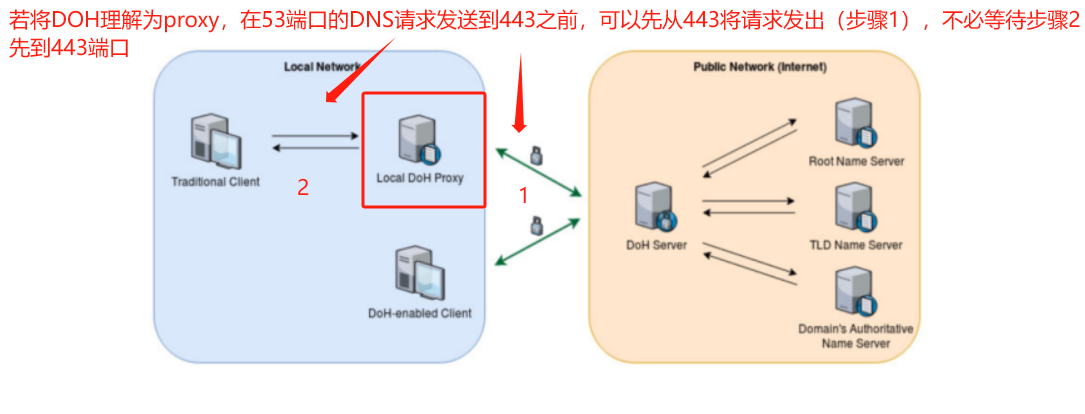 若将DOH理解为proxy，在53端口的DNS请求发送到443之前，可以先从443将请求发出（步骤1），不必等待步骤2
先到443端口
Local Network
Public Network (Internet)
Traditional Client
2
Local DoH Proxy
1
DoH-enabled Client
DoH Server
Root Name Server
TLD Name Server
Domain's Authoritative
Name Server